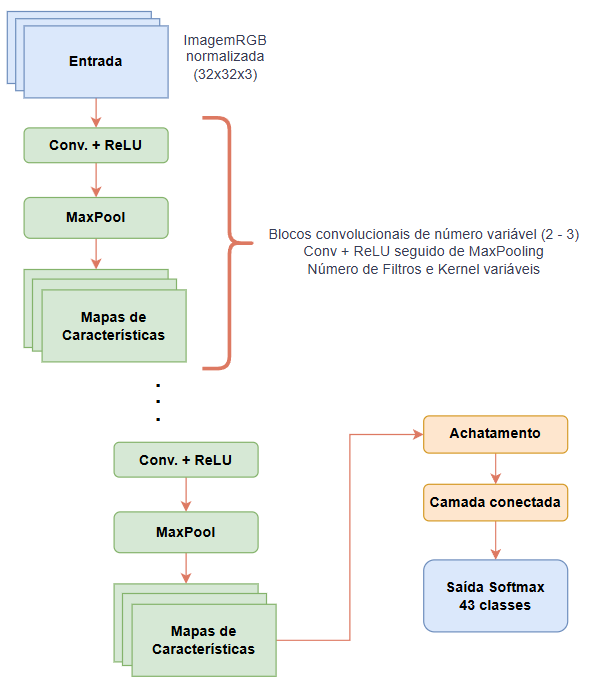 Entrada
ImagemRGB
normalizada
(32x32x3)
Conv. + ReLU
MaxPool
Mapas de
Características
Blocos convolucionais de número variável (2 - 3)
Conv + ReLU seguido de MaxPooling
Número de Filtros e Kernel variáveis
Conv. + ReLU
MaxPool
Mapas de
Características
Achatamento
Camada conectada
Saída Softmax
43 classes